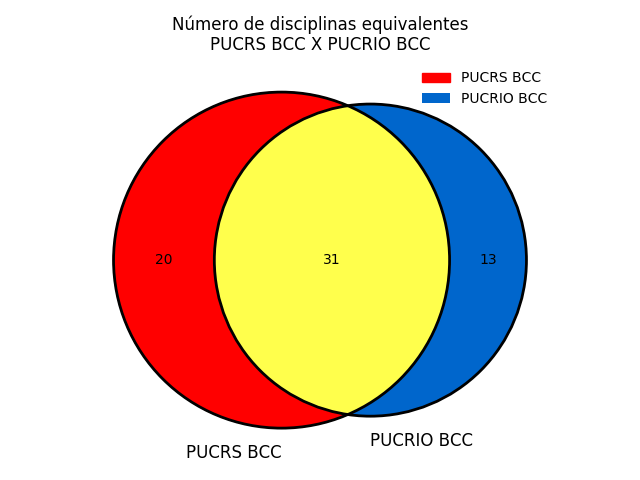 Número de disciplinas equivalentes
PUCRS BCC X PUCRIO BCC
PUCRS BCC
PUCRIO BCC
20
31
13
PUCRIO BCC
PUCRS BCC